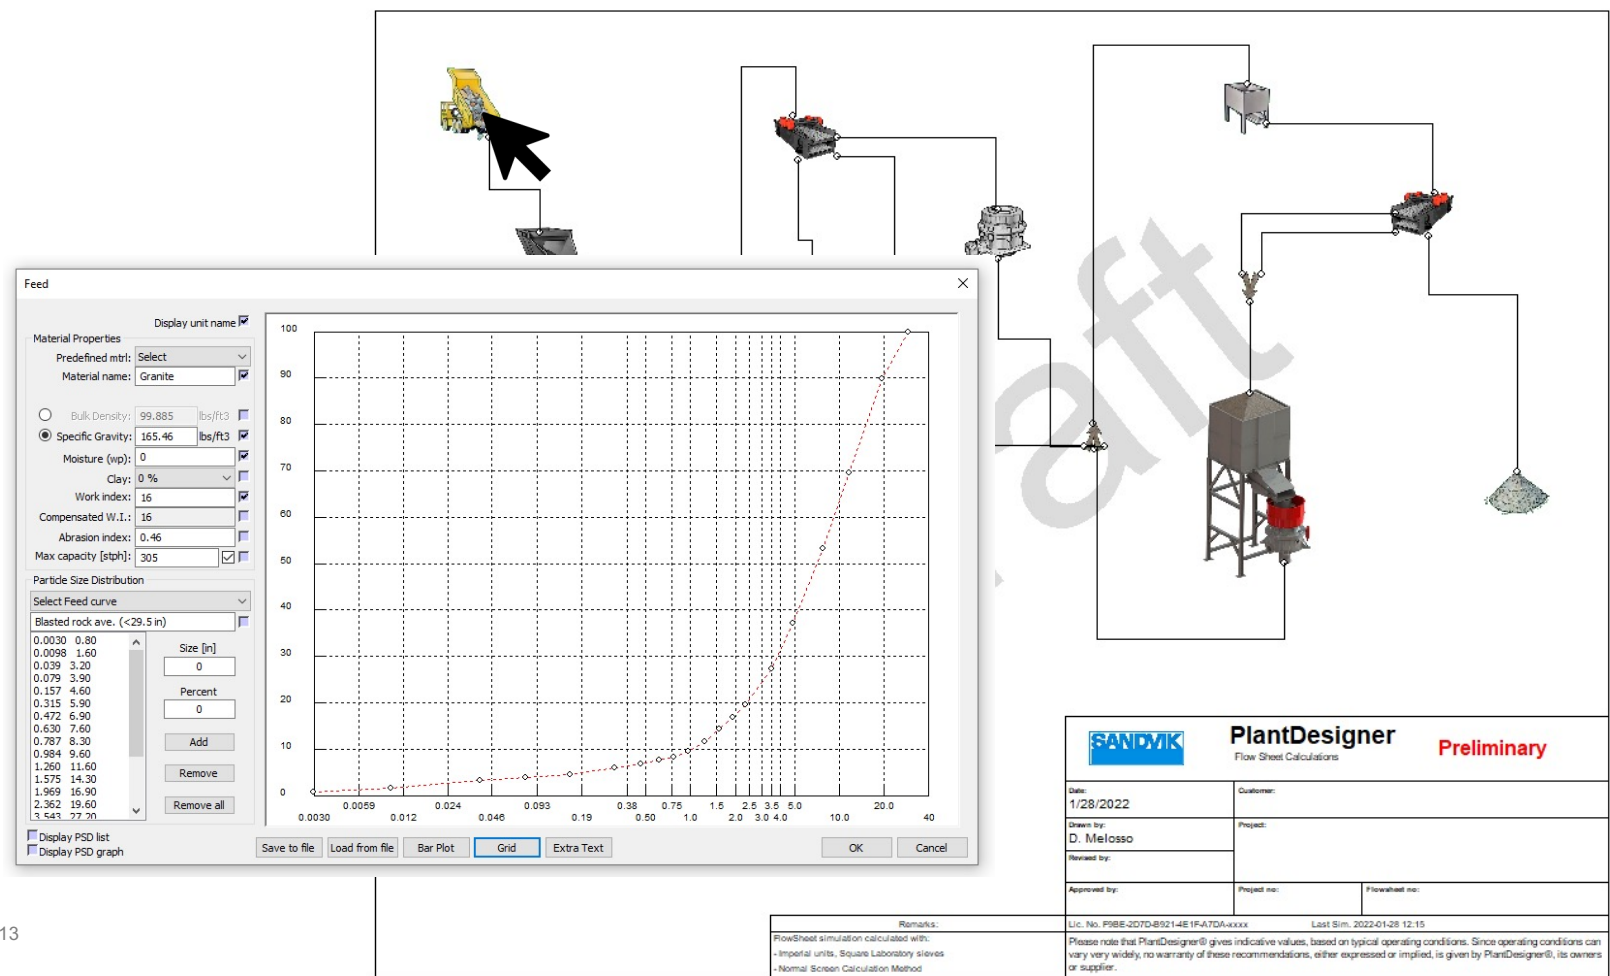 Draft
Feed
Display unit name
Material Properties
Predefined mtrl: Select
Material name: Granite
Bulk Density: 99.885 lbs/ft3
Specific Gravity: 165.46 lbs/ft3
Moisture (wp): 0
Clay: 0 %
Work index: 16
Compensated W.I.: 16
Abrasion index: 0.46
Max capacity [stph]: 305
Particle Size Distribution
Select Feed curve
Blasted rock ave. (<29.5 in)
0.0030 0.80
0.0098 1.60
0.039 3.20
0.079 3.90
0.157 4.60
0.315 5.90
0.472 6.90
0.630 7.60
0.787 8.30
0.984 9.60
1.260 11.60
1.575 14.30
1.969 16.90
2.362 19.60
3.543 27.20
Size [in]
0
Percent
0
Add
Remove
Remove all
Display PSD list
Display PSD graph
100
90
80
70
60
50
40
30
20
10
0
0.0059 0.024 0.093 0.38 0.75 1.5 2.5 3.5 5.0 20.0
0.0030 0.012 0.046 0.19 0.50 1.0 2.0 3.0 4.0 10.0 40
Save to file Load from file Bar Plot Grid Extra Text OK Cancel
SANDVIK
PlantDesigner
Flow Sheet Calculations
Preliminary
Date:
1/28/2022
Customer:
Drawn by:
D. Melosso
Project:
Revised by:
Approved by:
Project no:
Flowsheet no:
Remarks:
FlowSheet simulation calculated with:
- Imperial units, Square Laboratory sieves
- Normal Screen Calculation Method
Lic. No. F9BE-2D7D-B921-4E1F-A7DA-xxxx Last Sim. 2022-01-28 12:15
Please note that PlantDesigner® gives indicative values, based on typical operating conditions. Since operating conditions can
vary very widely, no warranty of these recommendations, either expressed or implied, is given by PlantDesigner®, its owners
or supplier.
13